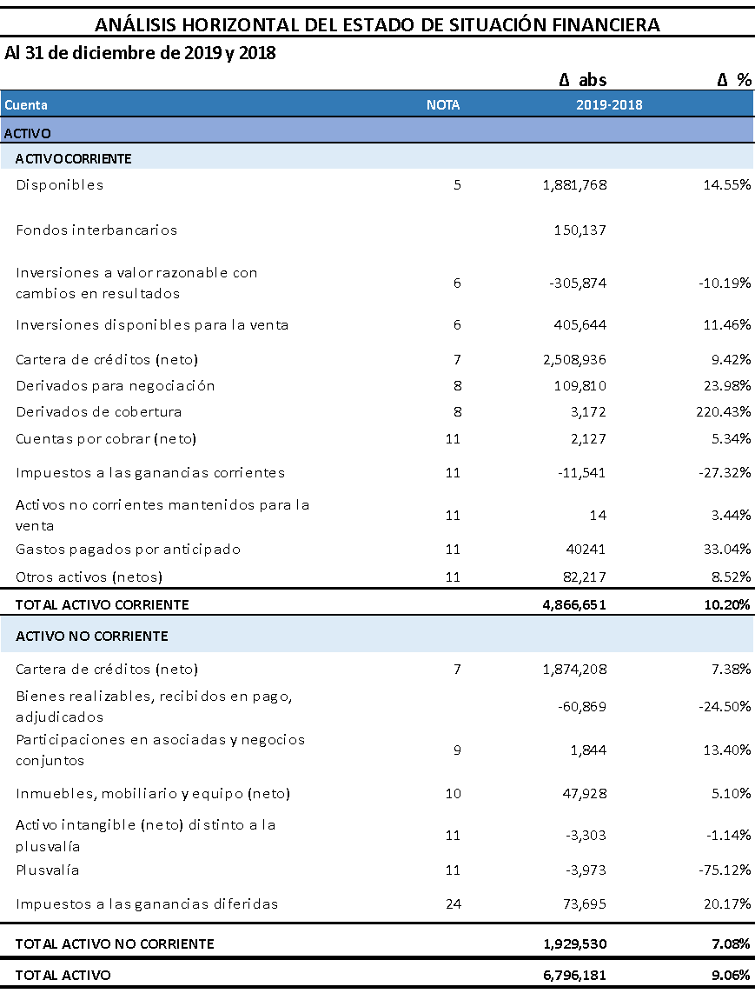 ANÁLISIS HORIZONTAL DEL ESTADO DE SITUACIÓN FINANCIERA
Al 31 de diciembre de 2019 y 2018
Δ abs Δ %
Cuenta NOTA 2019-2018
ACTIVO
ACTIVO CORRIENTE
Disponibles 5 1,881,768 14.55%
Fondos interbancarios 150,137
Inversiones a valor razonable con
cambios en resultados 6 -305,874 -10.19%
Inversiones disponibles para la venta 6 405,644 11.46%
Cartera de créditos (neto) 7 2,508,936 9.42%
Derivados para negociación 8 109,810 23.98%
Derivados de cobertura 8 3,172 220.43%
Cuentas por cobrar (neto) 11 2,127 5.34%
Impuestos a las ganancias corrientes 11 -11,541 -27.32%
Activos no corrientes mantenidos para la
venta 11 14 3.44%
Gastos pagados por anticipado 11 40241 33.04%
Otros activos (netos) 11 82,217 8.52%
TOTAL ACTIVO CORRIENTE 4,866,651 10.20%
ACTIVO NO CORRIENTE
Cartera de créditos (neto) 7 1,874,208 7.38%
Bienes realizables, recibidos en pago,
adjudicados -60,869 -24.50%
Participaciones en asociadas y negocios
conjuntos 9 1,844 13.40%
Inmuebles, mobiliario y equipo (neto) 10 47,928 5.10%
Activo intangible (neto) distinto a la
plusvalía 11 -3,303 -1.14%
Plusvalía 11 -3,973 -75.12%
Impuestos a las ganancias diferidas 24 73,695 20.17%
TOTAL ACTIVO NO CORRIENTE 1,929,530 7.08%
TOTAL ACTIVO 6,796,181 9.06%